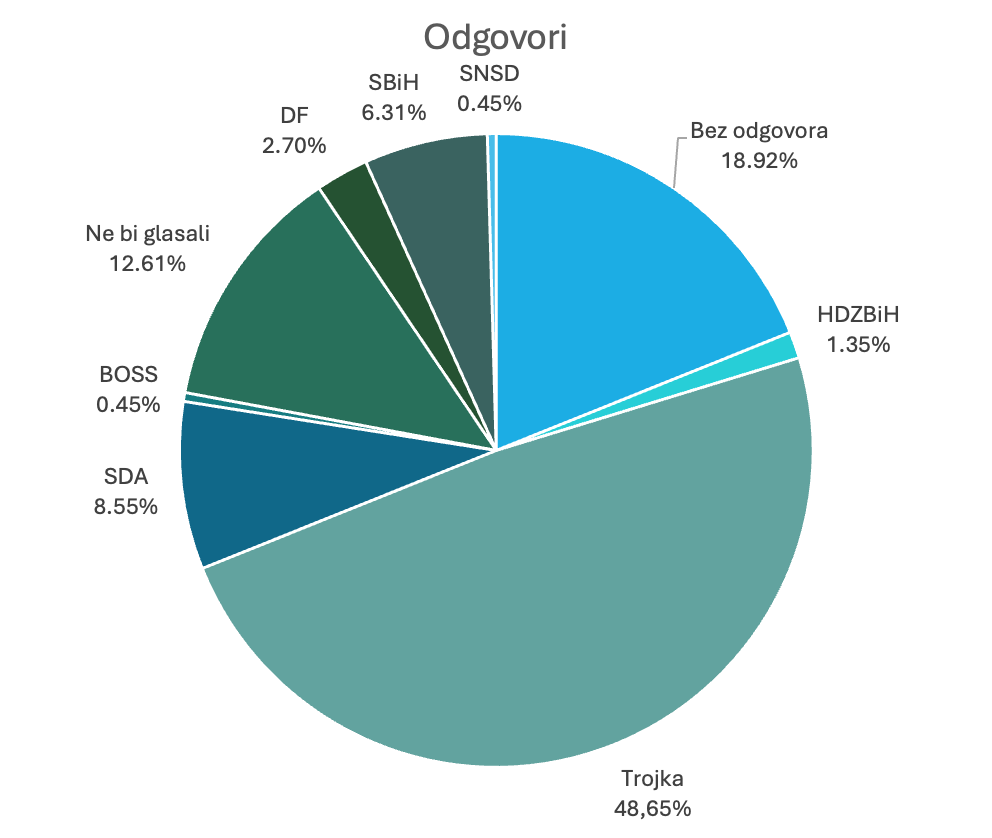 Odgovori
SNSD
0.45%
SBiH
6.31%
DF
2.70%
Bez odgovora
18.92%
Ne bi glasali
12.61%
HDZBiH
1.35%
BOSS
0.45%
SDA
8.55%
Trojka
48,65%